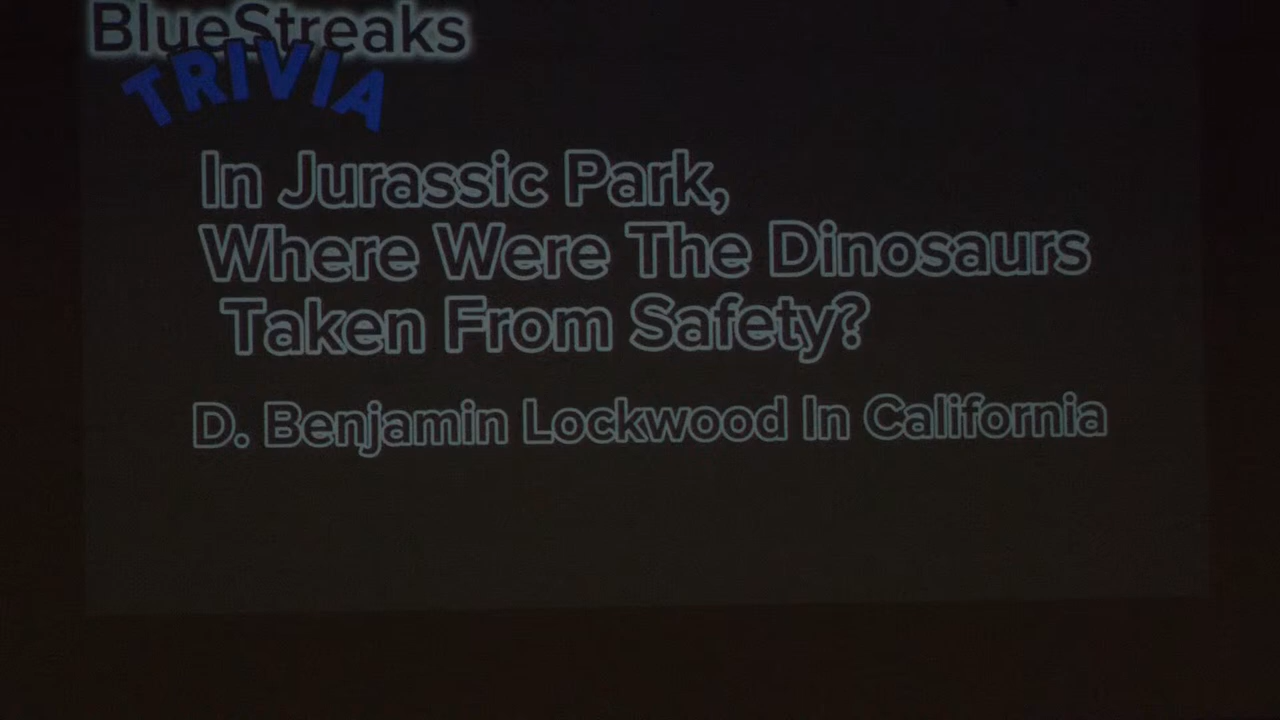 BlueStreaks
TRIVIA
In Jurassic Park,
Where Were The Dinosaurs
Taken From Safety?
D. Benjamin Lockwood In California